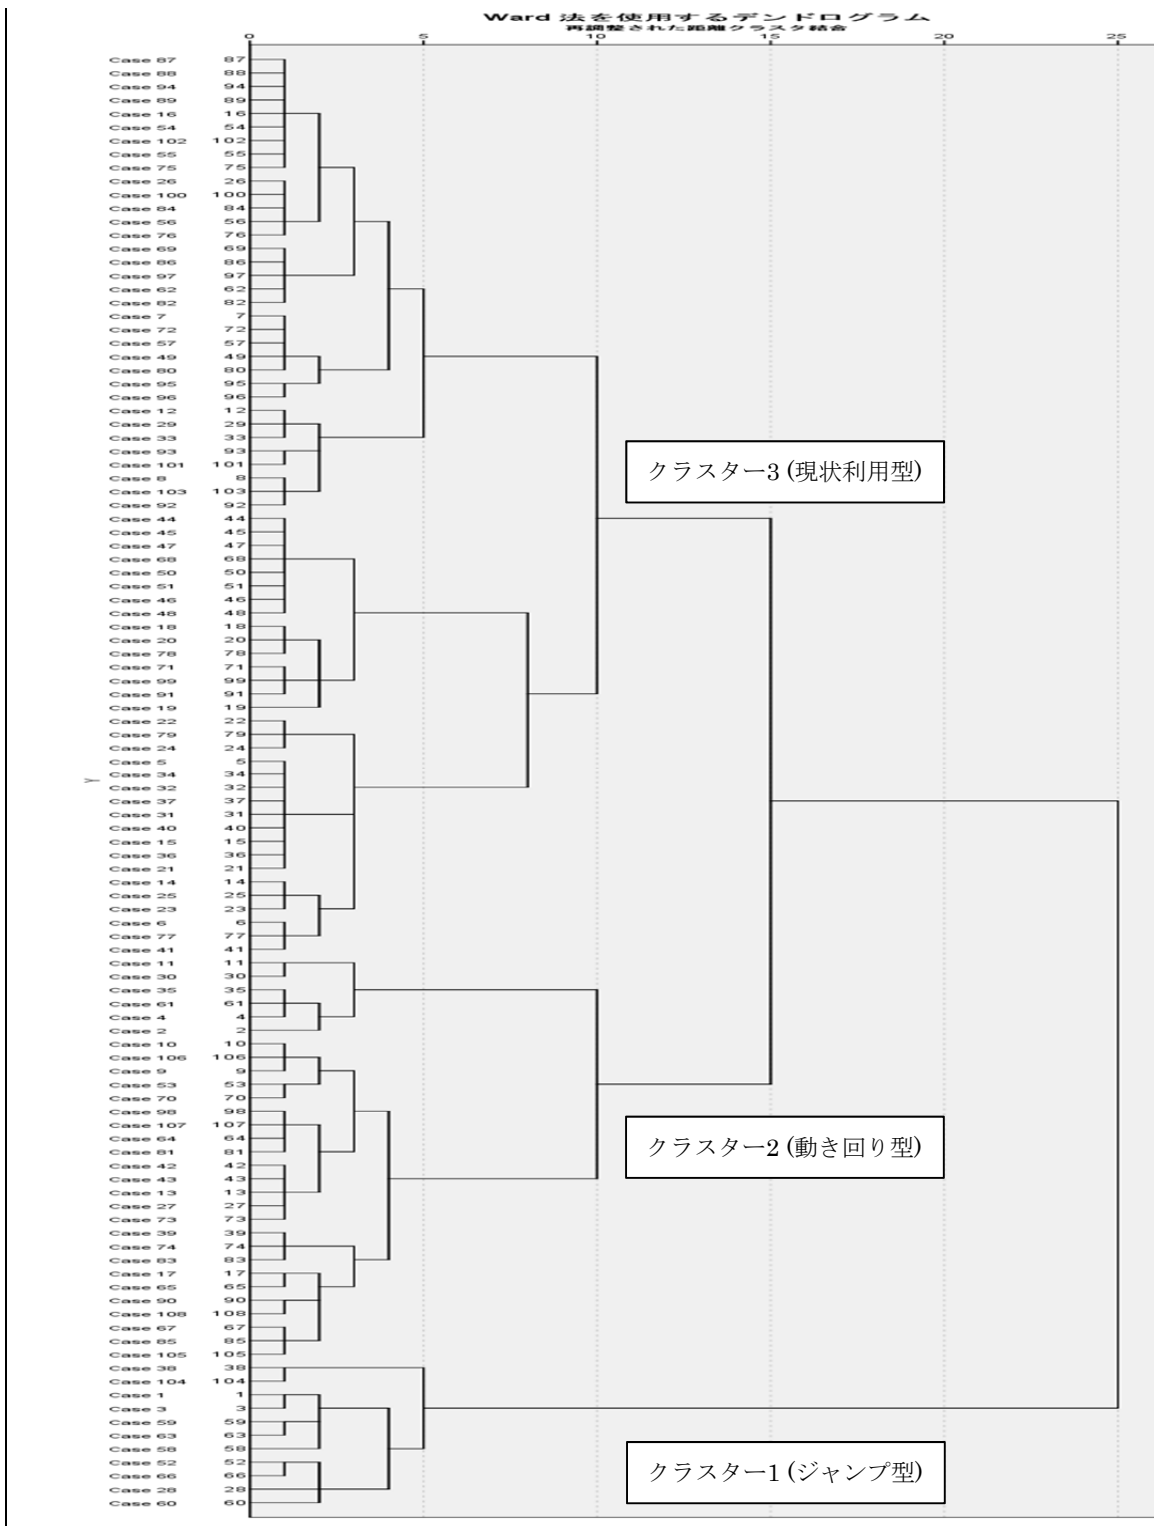 Ward 法を使用するデンドログラム
再調整された距離クラスタ結合
0 5 10 15 20 25
Case 87 87
Case 88 88
Case 94 94
Case 89 89
Case 16 16
Case 54 54
Case 102 102
Case 55 55
Case 75 75
Case 26 26
Case 100 100
Case 84 84
Case 56 56
Case 76 76
Case 69 69
Case 86 86
Case 97 97
Case 62 62
Case 82 82
Case 7 7
Case 72 72
Case 57 57
Case 49 49
Case 80 80
Case 95 95
Case 96 96
Case 12 12
Case 29 29
Case 33 33
Case 93 93
Case 101 101
Case 8 8
Case 103 103
Case 92 92
クラスター3 (現状利用型)
Case 44 44
Case 45 45
Case 47 47
Case 68 68
Case 50 50
Case 51 51
Case 46 46
Case 48 48
Case 18 18
Case 20 20
Case 78 78
Case 71 71
Case 99 99
Case 91 91
Case 19 19
Case 22 22
Case 79 79
Case 24 24
Case 5 5
Case 34 34
Y
Case 32 32
Case 37 37
Case 31 31
Case 40 40
Case 15 15
Case 36 36
Case 21 21
Case 14 14
Case 25 25
Case 23 23
Case 6 6
Case 77 77
Case 41 41
Case 11 11
Case 30 30
Case 35 35
Case 61 61
Case 4 4
Case 2 2
Case 10 10
Case 106 106
Case 9 9
Case 53 53
Case 70 70
Case 98 98
Case 107 107
Case 64 64
Case 81 81
クラスター2 (動き回り型)
Case 42 42
Case 43 43
Case 13 13
Case 27 27
Case 73 73
Case 39 39
Case 74 74
Case 83 83
Case 17 17
Case 65 65
Case 90 90
Case 108 108
Case 67 67
Case 85 85
Case 105 105
Case 38 38
Case 104 104
Case 1 1
Case 3 3
Case 59 59
Case 63 63
Case 58 58
Case 52 52
Case 66 66
クラスター1 (ジャンプ型)
Case 28 28
Case 60 60